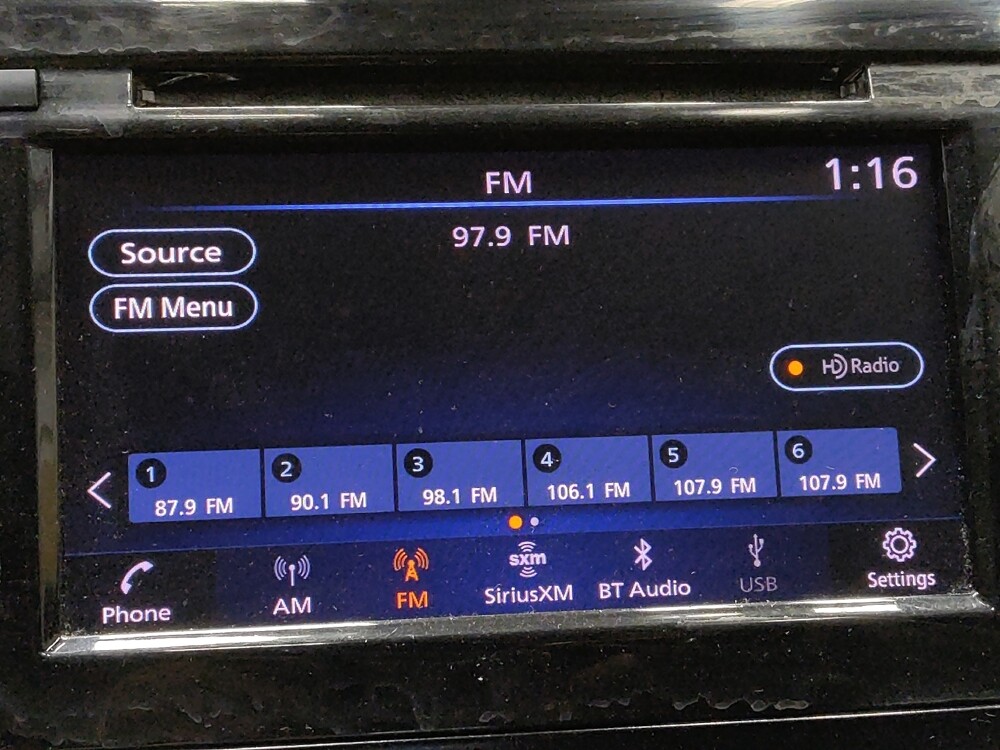 FM
1:16
97.9 FM
Source
FM Menu
HD Radio
1 2 3 4 5 6
87.9 FM 90.1 FM 98.1 FM 106.1 FM 107.9 FM 107.9 FM
sxm
Phone AM FM SiriusXM BT Audio USB Settings